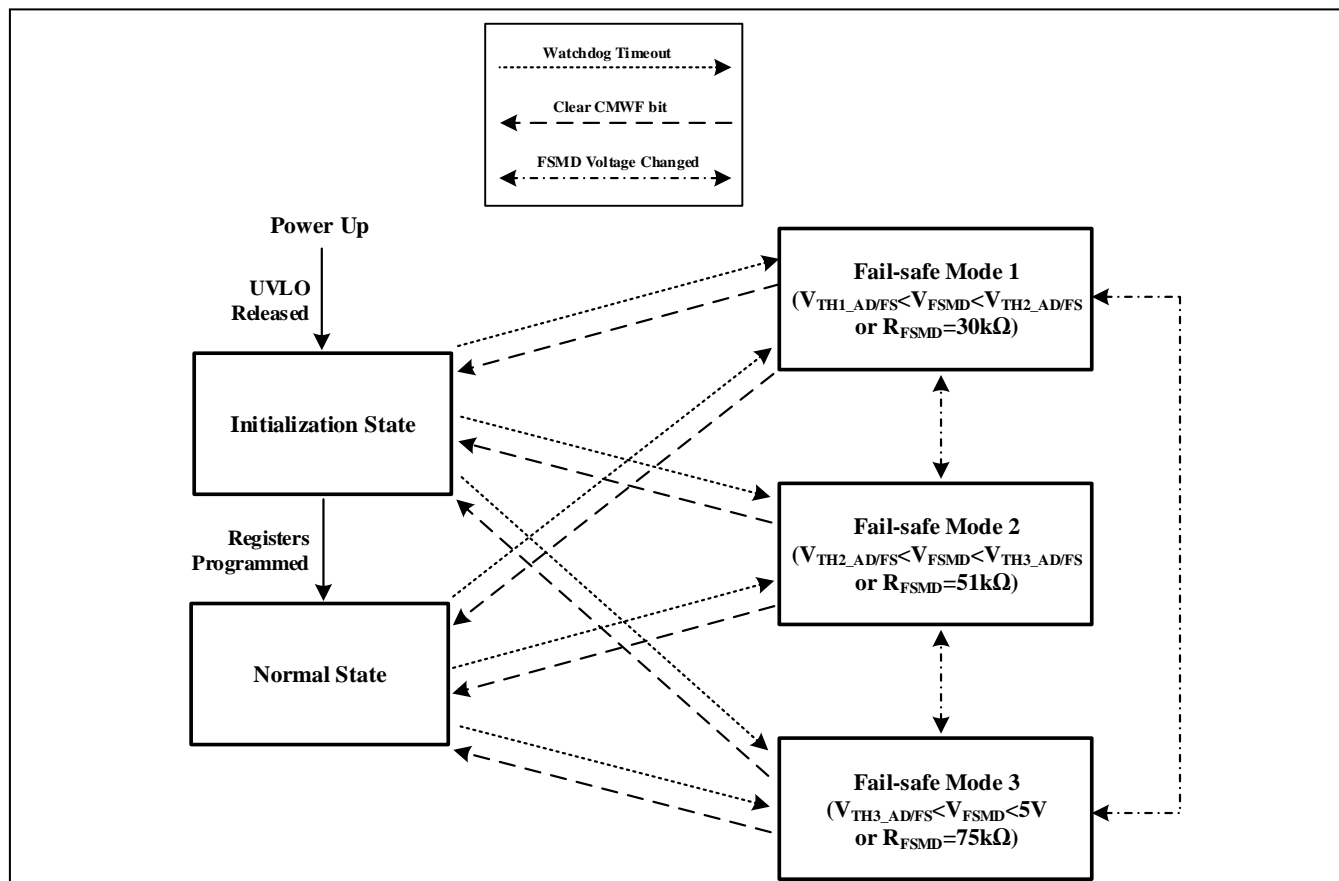 Watchdog Timeout
Clear CMWF bit
FSMD Voltage Changed
Power Up
UVLO
Released
Initialization State
Registers
Programmed
Normal State
Fail-safe Mode 1
(VTH1_AD/FS<VFSMD<VTH2_AD/FS
or RFSMD=30kΩ)
Fail-safe Mode 2
(VTH2_AD/FS<VFSMD<VTH3_AD/FS
or RFSMD=51kΩ)
Fail-safe Mode 3
(VTH3_AD/FS<VFSMD<5V
or RFSMD=75kΩ)